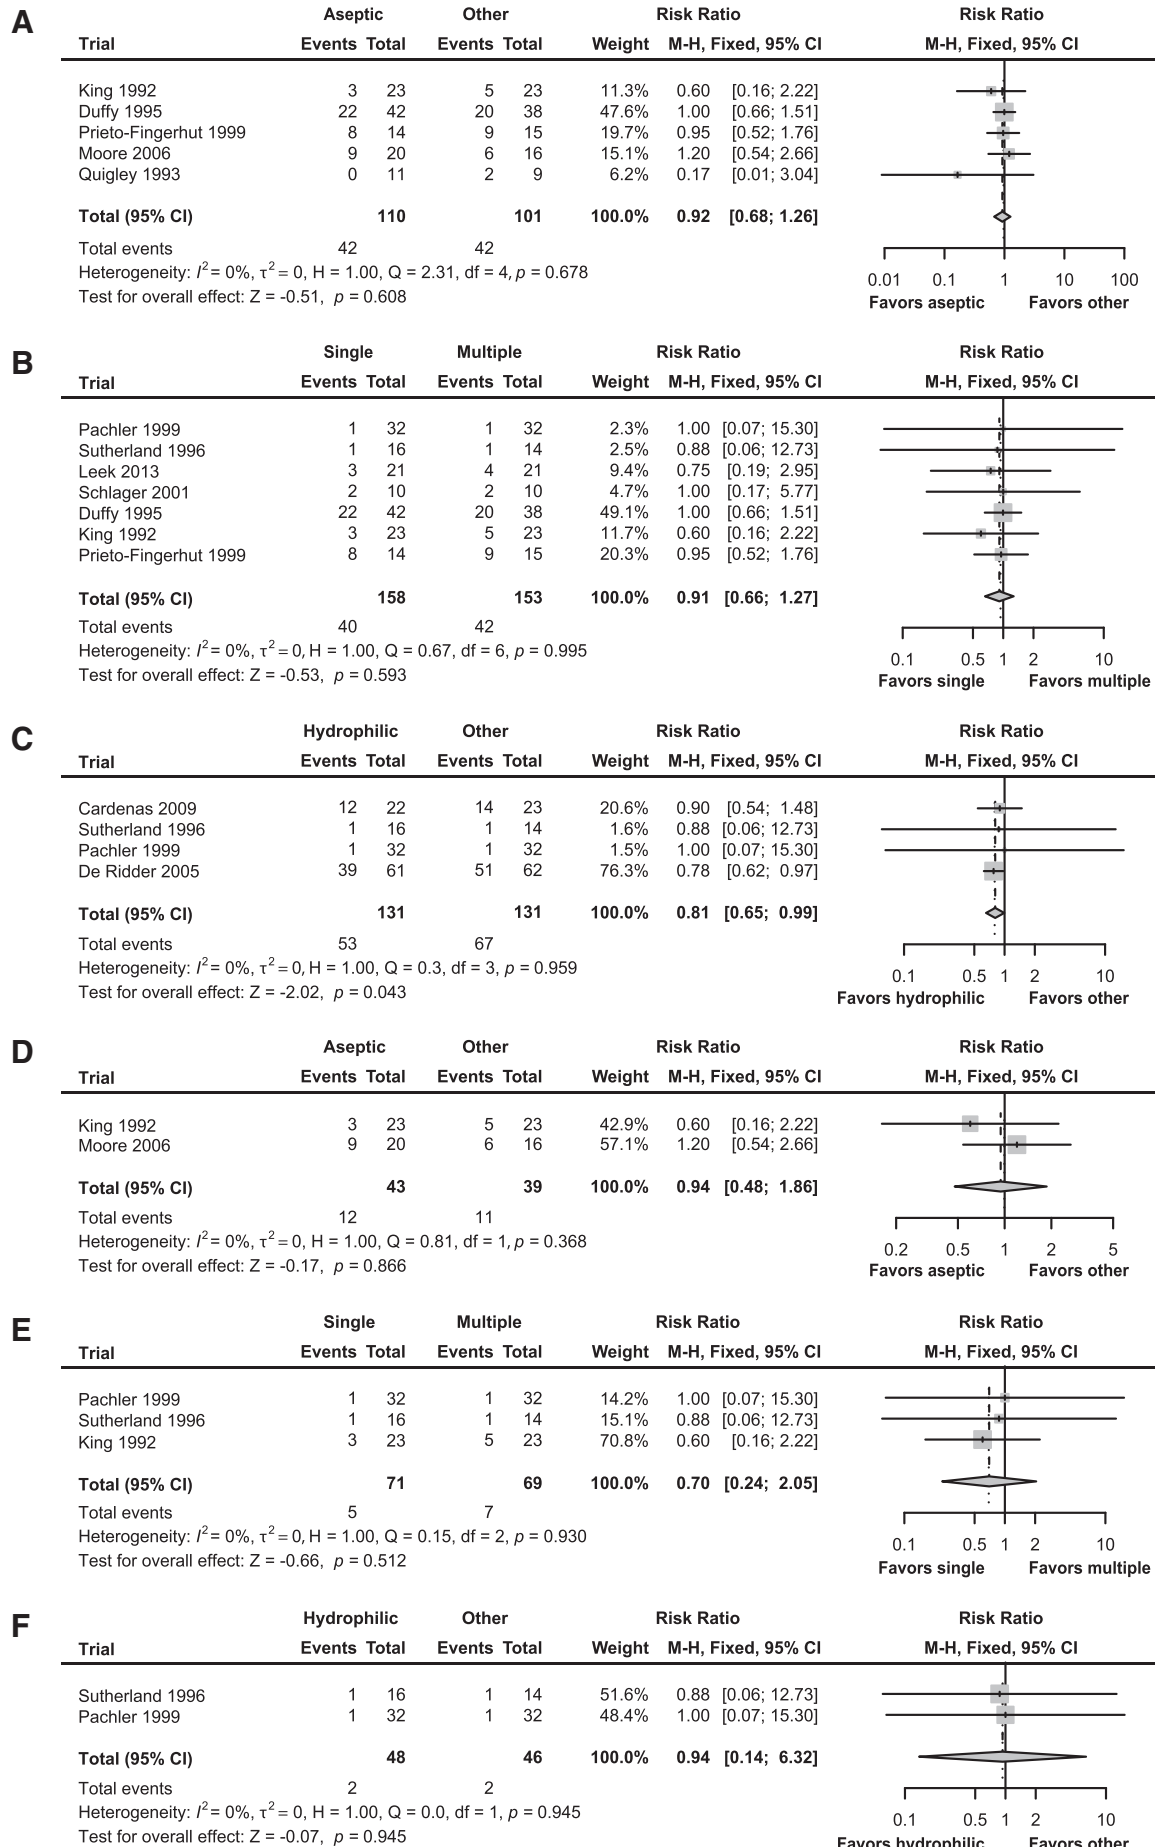 A
Aseptic Other Risk Ratio Risk Ratio
Trial Events Total Events Total Weight M-H, Fixed, 95% CI M-H, Fixed, 95% CI
King 1992 3 23 5 23 11.3% 0.60 [0.16; 2.22]
Duffy 1995 22 42 20 38 47.6% 1.00 [0.66; 1.51]
Prieto-Fingerhut 1999 8 14 9 15 19.7% 0.95 [0.52; 1.76]
Moore 2006 9 20 6 16 15.1% 1.20 [0.54; 2.66]
Quigley 1993 0 11 2 9 6.2% 0.17 [0.01; 3.04]
Total (95% CI) 110 101 100.0% 0.92 [0.68; 1.26]
Total events 42 42
Heterogeneity: I² = 0%, τ² = 0, H = 1.00, Q = 2.31, df = 4, p = 0.678
Test for overall effect: Z = -0.51, p = 0.608
0.01 0.1 1 10 100
Favors aseptic Favors other
B
Single Multiple Risk Ratio Risk Ratio
Trial Events Total Events Total Weight M-H, Fixed, 95% CI M-H, Fixed, 95% CI
Pachler 1999 1 32 1 32 2.3% 1.00 [0.07; 15.30]
Sutherland 1996 1 16 1 14 2.5% 0.88 [0.06; 12.73]
Leek 2013 3 21 4 21 9.4% 0.75 [0.19; 2.95]
Schlager 2001 2 10 2 10 4.7% 1.00 [0.17; 5.77]
Duffy 1995 22 42 20 38 49.1% 1.00 [0.66; 1.51]
King 1992 3 23 5 23 11.7% 0.60 [0.16; 2.22]
Prieto-Fingerhut 1999 8 14 9 15 20.3% 0.95 [0.52; 1.76]
Total (95% CI) 158 153 100.0% 0.91 [0.66; 1.27]
Total events 40 42
Heterogeneity: I² = 0%, τ² = 0, H = 1.00, Q = 0.67, df = 6, p = 0.995
Test for overall effect: Z = -0.53, p = 0.593
0.1 0.5 1 2 10
Favors single Favors multiple
C
Hydrophilic Other Risk Ratio Risk Ratio
Trial Events Total Events Total Weight M-H, Fixed, 95% CI M-H, Fixed, 95% CI
Cardenas 2009 12 22 14 23 20.6% 0.90 [0.54; 1.48]
Sutherland 1996 1 16 1 14 1.6% 0.88 [0.06; 12.73]
Pachler 1999 1 32 1 32 1.5% 1.00 [0.07; 15.30]
De Ridder 2005 39 61 51 62 76.3% 0.78 [0.62; 0.97]
Total (95% CI) 131 131 100.0% 0.81 [0.65; 0.99]
Total events 53 67
Heterogeneity: I² = 0%, τ² = 0, H = 1.00, Q = 0.3, df = 3, p = 0.959
Test for overall effect: Z = -2.02, p = 0.043
0.1 0.5 1 2 10
Favors hydrophilic Favors other
D
Aseptic Other Risk Ratio Risk Ratio
Trial Events Total Events Total Weight M-H, Fixed, 95% CI M-H, Fixed, 95% CI
King 1992 3 23 5 23 42.9% 0.60 [0.16; 2.22]
Moore 2006 9 20 6 16 57.1% 1.20 [0.54; 2.66]
Total (95% CI) 43 39 100.0% 0.94 [0.48; 1.86]
Total events 12 11
Heterogeneity: I² = 0%, τ² = 0, H = 1.00, Q = 0.81, df = 1, p = 0.368
Test for overall effect: Z = -0.17, p = 0.866
0.2 0.5 1 2 5
Favors aseptic Favors other
E
Single Multiple Risk Ratio Risk Ratio
Trial Events Total Events Total Weight M-H, Fixed, 95% CI M-H, Fixed, 95% CI
Pachler 1999 1 32 1 32 14.2% 1.00 [0.07; 15.30]
Sutherland 1996 1 16 1 14 15.1% 0.88 [0.06; 12.73]
King 1992 3 23 5 23 70.8% 0.60 [0.16; 2.22]
Total (95% CI) 71 69 100.0% 0.70 [0.24; 2.05]
Total events 5 7
Heterogeneity: I² = 0%, τ² = 0, H = 1.00, Q = 0.15, df = 2, p = 0.930
Test for overall effect: Z = -0.66, p = 0.512
0.1 0.5 1 2 10
Favors single Favors multiple
F
Hydrophilic Other Risk Ratio Risk Ratio
Trial Events Total Events Total Weight M-H, Fixed, 95% CI M-H, Fixed, 95% CI
Sutherland 1996 1 16 1 14 51.6% 0.88 [0.06; 12.73]
Pachler 1999 1 32 1 32 48.4% 1.00 [0.07; 15.30]
Total (95% CI) 48 46 100.0% 0.94 [0.14; 6.32]
Total events 2 2
Heterogeneity: I² = 0%, τ² = 0, H = 1.00, Q = 0.0, df = 1, p = 0.945
Test for overall effect: Z = -0.07, p = 0.945
0.1 0.5 1 2 10
Favors hydrophilic Favors other